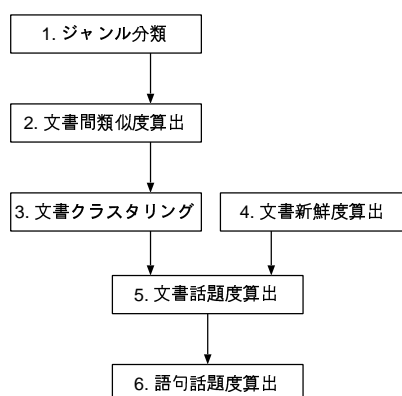 1. ジャンル分類
2. 文書間類似度算出
3. 文書クラスタリング
4. 文書新鮮度算出
5. 文書話題度算出
6. 語句話題度算出